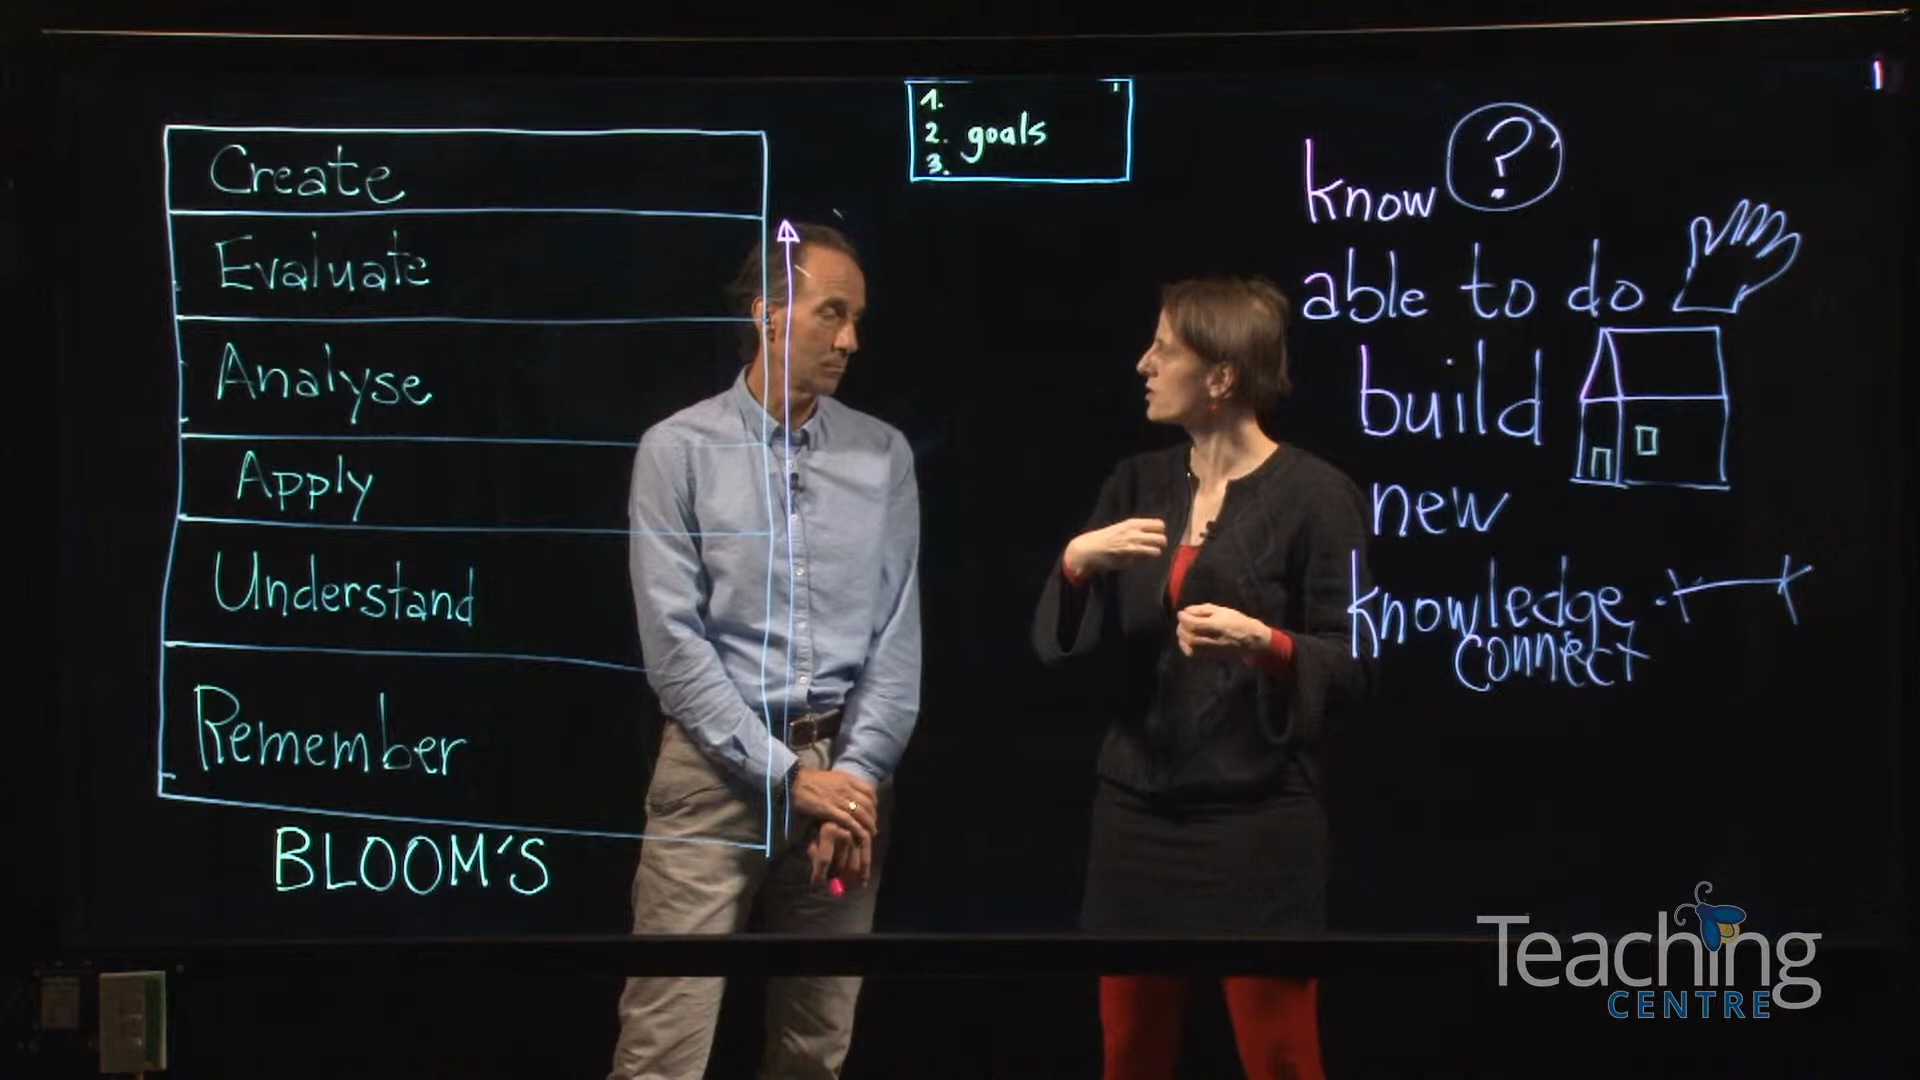 Create
Evaluate
Analyse
Apply
Understand
Remember
BLOOM'S
1.
2. goals
3.
know ?
able to do
build
new
knowledge
connect
Teaching
CENTRE